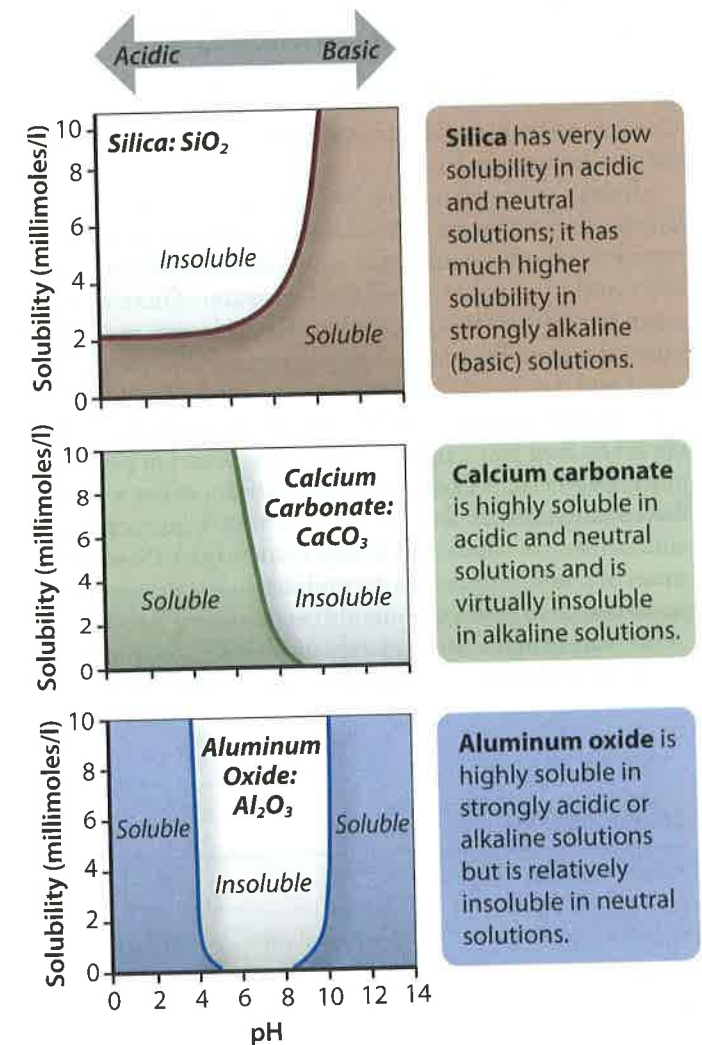 Acidic Basic
Solubility (millimoles/l)
10
8
6
4
2
0
Silica: SiO₂
Insoluble
Soluble
Silica has very low
solubility in acidic
and neutral
solutions; it has
much higher
solubility in
strongly alkaline
(basic) solutions.
Solubility (millimoles/l)
10
8
6
4
2
0
Calcium
Carbonate:
CaCO₃
Soluble
Insoluble
Calcium carbonate
is highly soluble in
acidic and neutral
solutions and is
virtually insoluble
in alkaline solutions.
Solubility (millimoles/l)
10
8
6
4
2
0
Aluminum
Oxide:
Al₂O₃
Soluble
Insoluble
Soluble
0 2 4 6 8 10 12 14
pH
Aluminum oxide is
highly soluble in
strongly acidic or
alkaline solutions
but is relatively
insoluble in neutral
solutions.